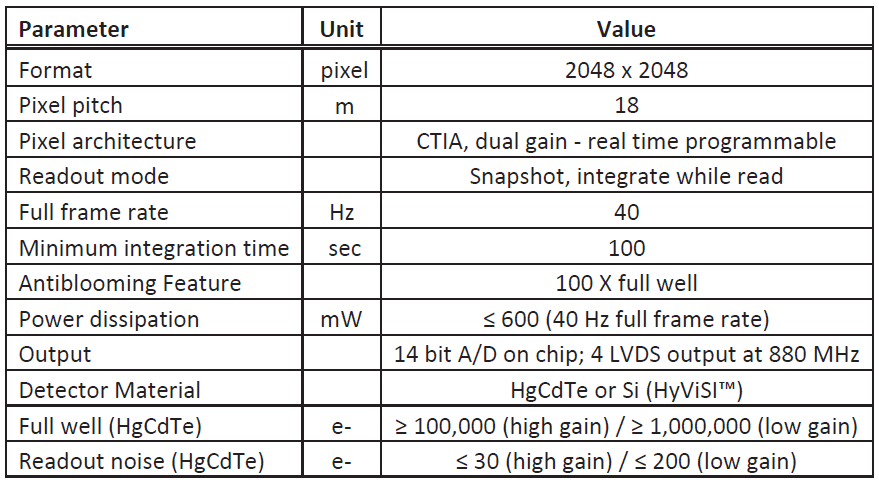 Parameter Unit Value
Format pixel 2048 x 2048
Pixel pitch m 18
Pixel architecture CTIA, dual gain - real time programmable
Readout mode Snapshot, integrate while read
Full frame rate Hz 40
Minimum integration time sec 100
Antiblooming Feature 100 X full well
Power dissipation mW ≤ 600 (40 Hz full frame rate)
Output 14 bit A/D on chip; 4 LVDS output at 880 MHz
Detector Material HgCdTe or Si (HyViSI™)
Full well (HgCdTe) e- ≥ 100,000 (high gain) / ≥ 1,000,000 (low gain)
Readout noise (HgCdTe) e- ≤ 30 (high gain) / ≤ 200 (low gain)